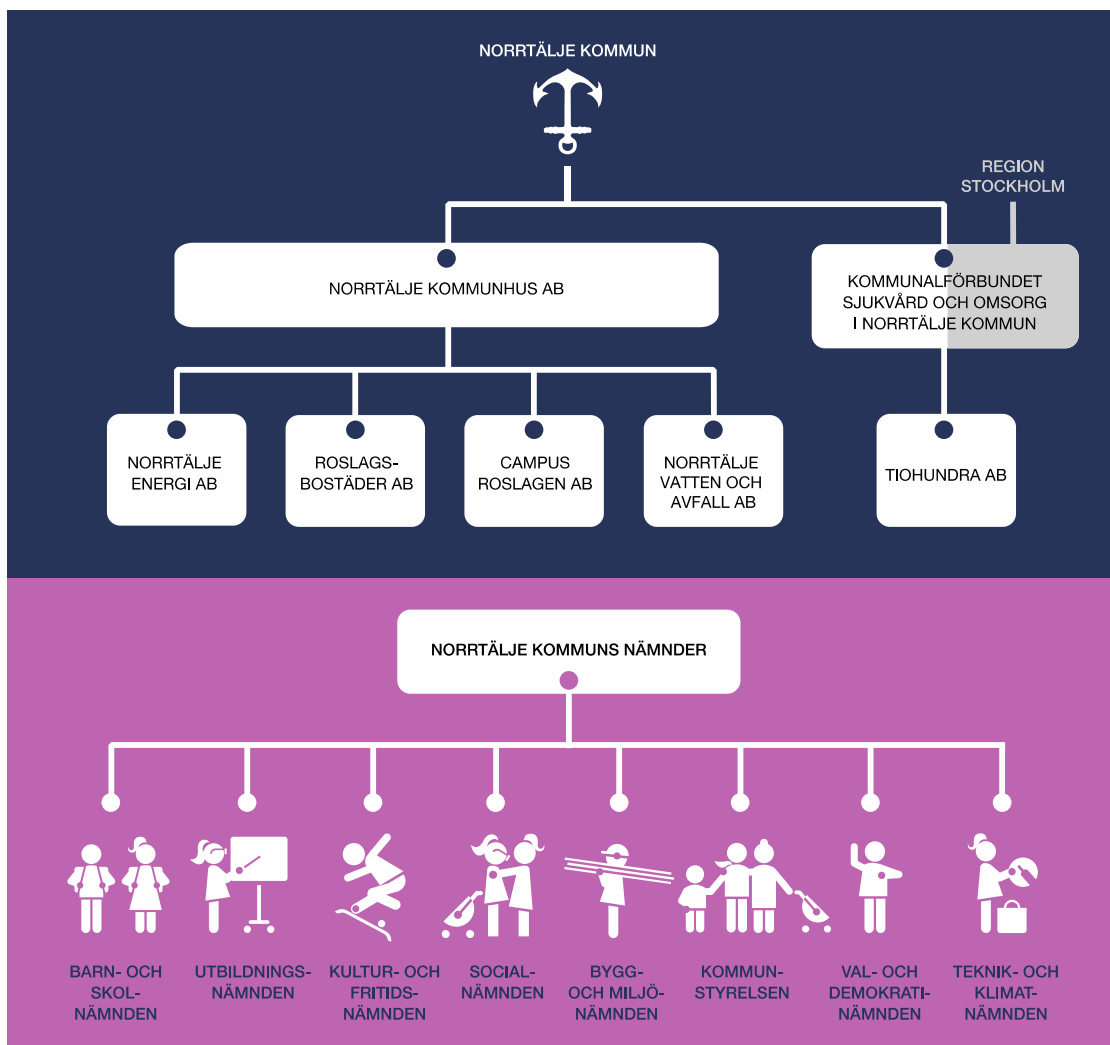 NORRTÄLJE KOMMUN
REGION
STOCKHOLM
NORRTÄLJE KOMMUNHUS AB
KOMMUNALFÖRBUNDET
SJUKVÅRD OCH OMSORG
I NORRTÄLJE KOMMUN
NORRTÄLJE
ENERGI AB
ROSLAGS-
BOSTÄDER AB
CAMPUS
ROSLAGEN AB
NORRTÄLJE
VATTEN OCH
AVFALL AB
TIOHUNDRA AB
NORRTÄLJE KOMMUNS NÄMNDER
BARN- OCH
SKOL-
NÄMNDEN
UTBILDNINGS-
NÄMNDEN
KULTUR- OCH
FRITIDS-
NÄMNDEN
SOCIAL-
NÄMNDEN
BYGG-
OCH MILJÖ-
NÄMNDEN
KOMMUN-
STYRELSEN
VAL- OCH
DEMOKRATI-
NÄMNDEN
TEKNIK- OCH
KLIMAT-
NÄMNDEN